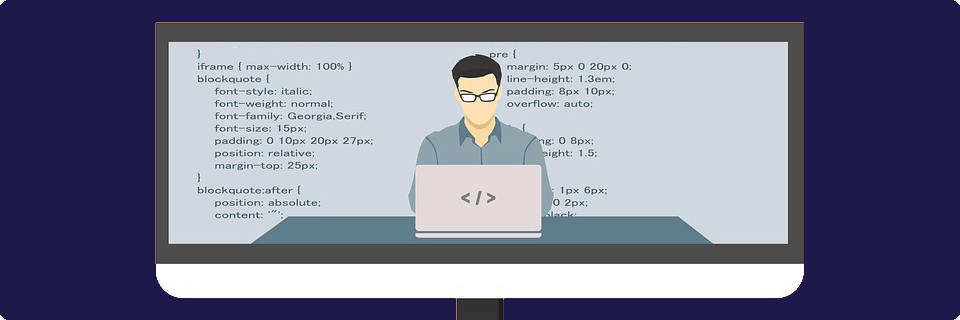 }
iframe { max-width: 100% }
blockquote {
font-style: italic;
font-weight: normal;
font-family: Georgia,Serif;
font-size: 15px;
padding: 0 10px 20px 27px;
position: relative;
margin-top: 25px;
}
blockquote:after {
position: absolute;
content: '"';
pre {
margin: 5px 0 20px 0;
line-height: 1.3em;
padding: 8px 10px;
overflow: auto;
{
0 8px;
1.5;
1px 6px;
0 2px;
</>